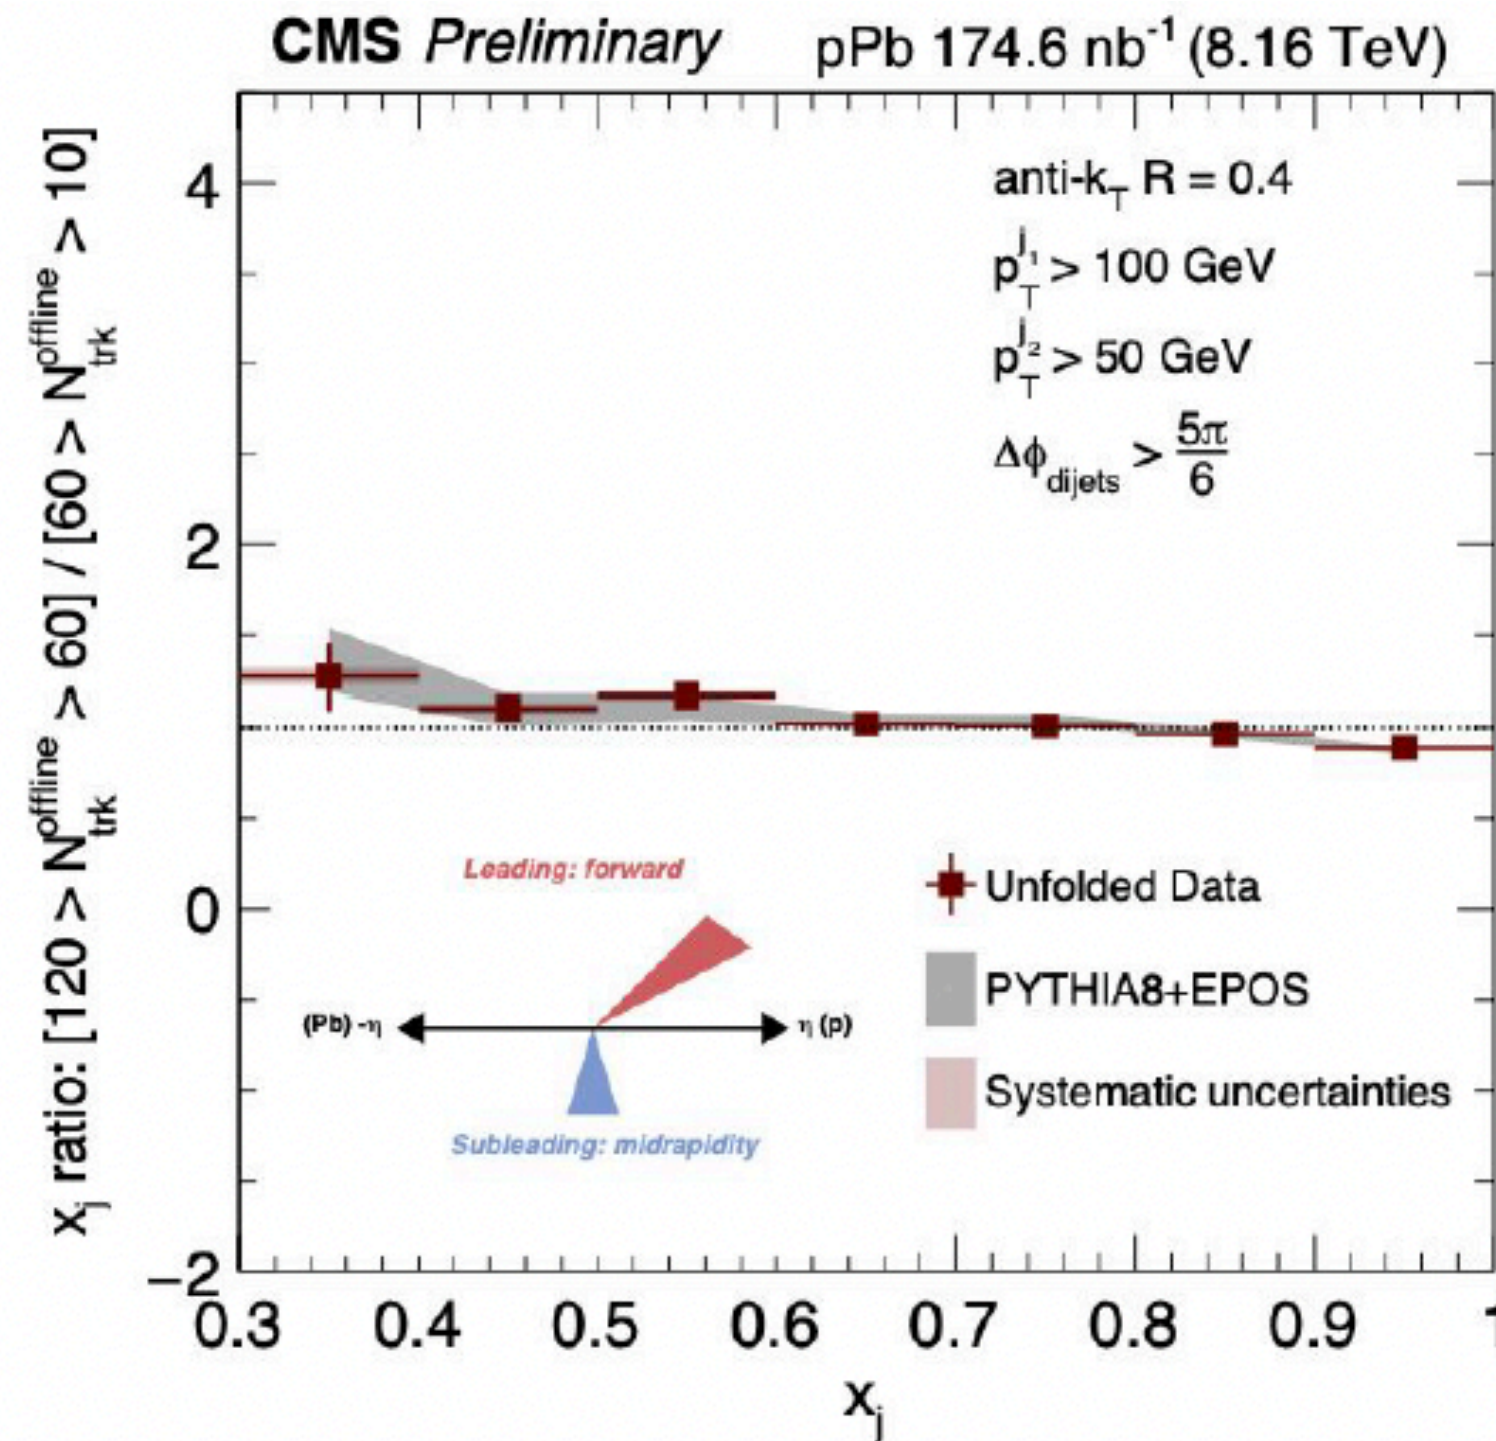 CMS Preliminary pPb 174.6 nb⁻¹ (8.16 TeV)
x_j ratio: [120 > N_trk^offline > 60] / [60 > N_trk^offline > 10]
4
2
0
−2
anti-k_T R = 0.4
p_T^j₁ > 100 GeV
p_T^j₂ > 50 GeV
Δϕ_dijets > 5π/6
Leading: forward
(Pb) -η
η (p)
Subleading: midrapidity
Unfolded Data
PYTHIA8+EPOS
Systematic uncertainties
0.3 0.4 0.5 0.6 0.7 0.8 0.9 1
x_j